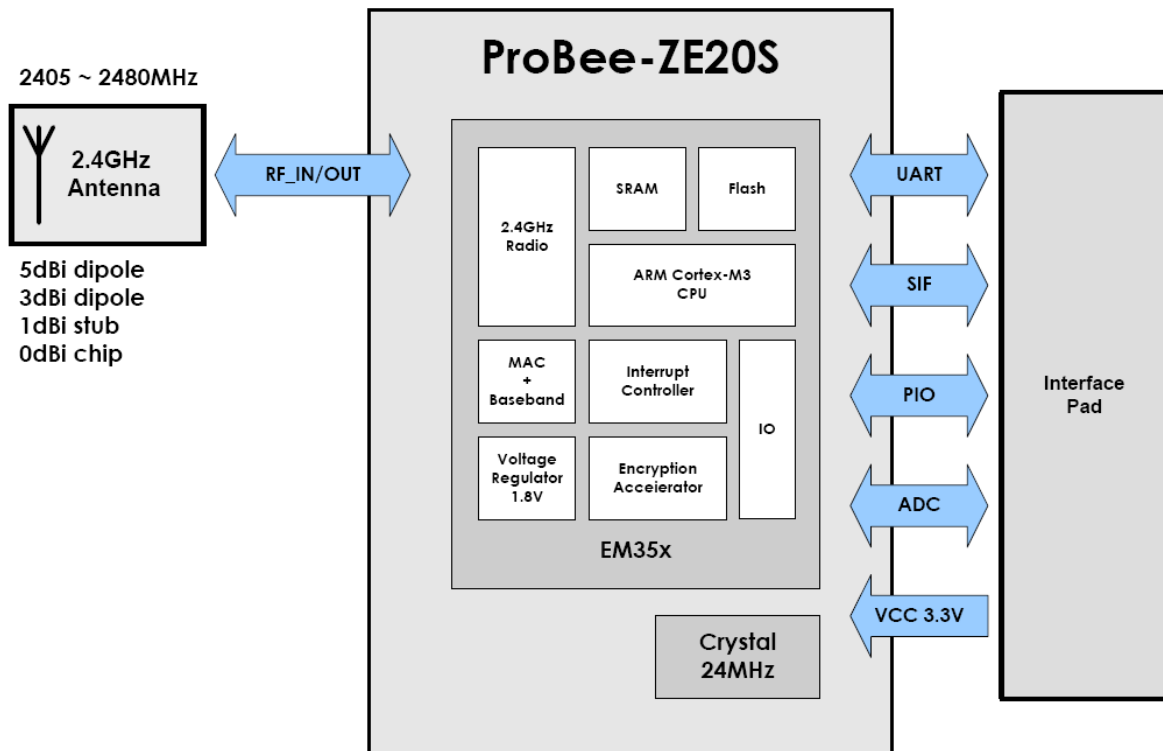 ProBee-ZE20S
2405 ~ 2480MHz
2.4GHz
Antenna
5dBi dipole
3dBi dipole
1dBi stub
0dBi chip
RF_IN/OUT
2.4GHz
Radio
SRAM
Flash
ARM Cortex-M3
CPU
MAC
+
Baseband
Interrupt
Controller
IO
Voltage
Regulator
1.8V
Encryption
Acceierator
EM35x
Crystal
24MHz
UART
SIF
PIO
ADC
VCC 3.3V
Interface
Pad